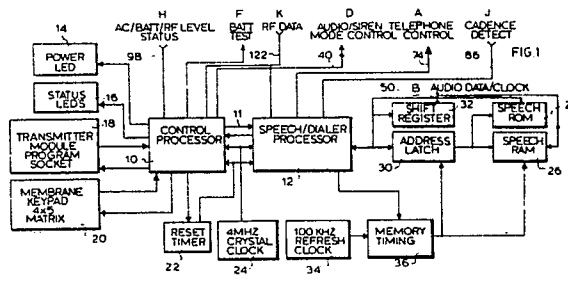 14
H
F
K
D
A
J
AC/BATT/RF LEVEL STATUS
BATT TEST
RF DATA
AUDIO/SIREN MODE CONTROL
TELEPHONE CONTROL
CADENCE DETECT
FIG.1
98
122
40
74
86
POWER LED
STATUS LEDS
16
18
TRANSMITTER MODULE PROGRAM SOCKET
MEMBRANE KEYPAD 4x5 MATRIX
20
CONTROL PROCESSOR
10
11
SPEECH/DIALER PROCESSOR
12
50
B
AUDIO DATA/CLOCK
32
SHIFT REGISTER
SPEECH ROM
ADDRESS LATCH
30
SPEECH RAM
26
RESET TIMER
22
4MHZ CRYSTAL CLOCK
24
100 KHZ REFRESH CLOCK
34
MEMORY TIMING
36